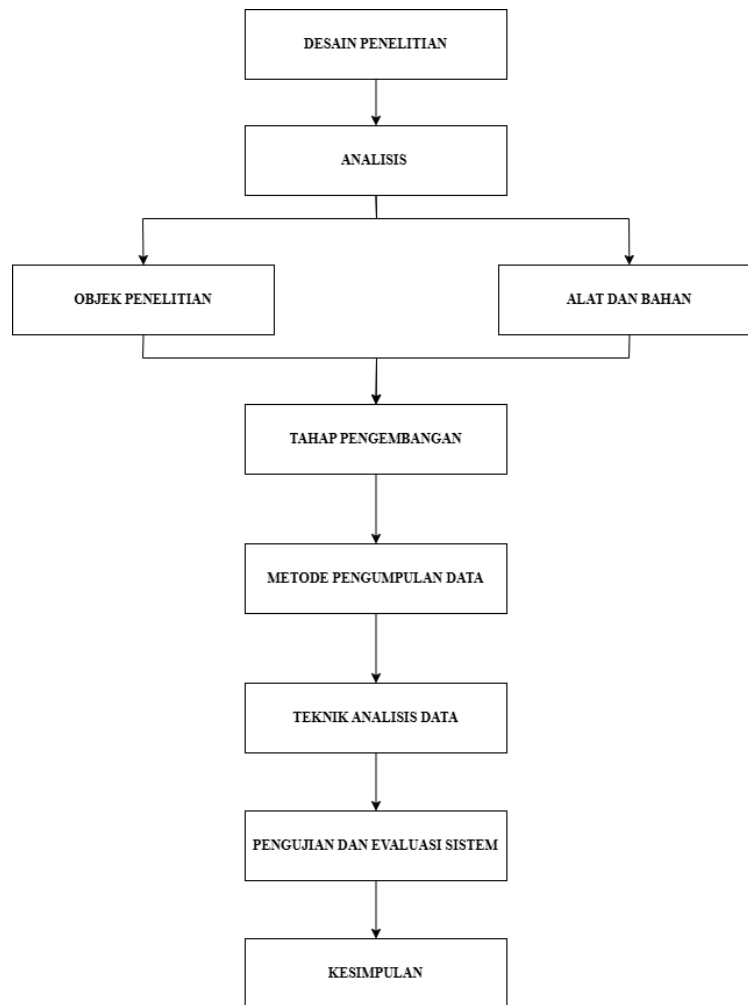 DESAIN PENELITIAN
ANALISIS
OBJEK PENELITIAN
ALAT DAN BAHAN
TAHAP PENGEMBANGAN
METODE PENGUMPULAN DATA
TEKNIK ANALISIS DATA
PENGUJIAN DAN EVALUASI SISTEM
KESIMPULAN